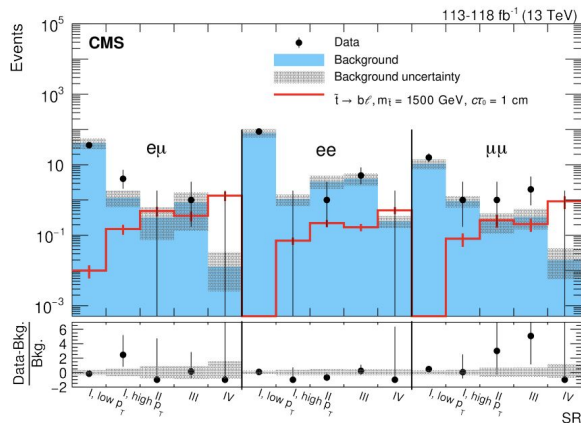 113-118 fb⁻¹ (13 TeV)
Events
CMS
Data
Background
Background uncertainty
t̃ → bℓ, m_t̃ = 1500 GeV, cτ₀ = 1 cm
10⁵
10³
10
10⁻¹
10⁻³
eμ
ee
μμ
Data-Bkg.
Bkg.
6
4
2
0
−2
I, low p_T
I, high p_T
II
III
IV
I, low p_T
I, high p_T
II
III
IV
I, low p_T
I, high p_T
II
III
IV
SR